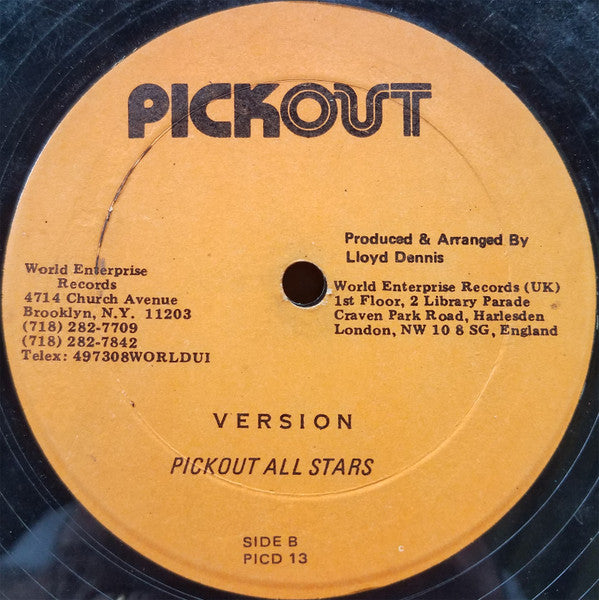 PICKOUT
Produced & Arranged By
Lloyd Dennis
World Enterprise
Records
4714 Church Avenue
Brooklyn, N.Y. 11203
(718) 282-7709
(718) 282-7842
Telex: 497308WORLDUI
World Enterprise Records (UK)
1st Floor, 2 Library Parade
Craven Park Road, Harlesden
London, NW 10 8 SG, England
VERSION
PICKOUT ALL STARS
SIDE B
PICD 13